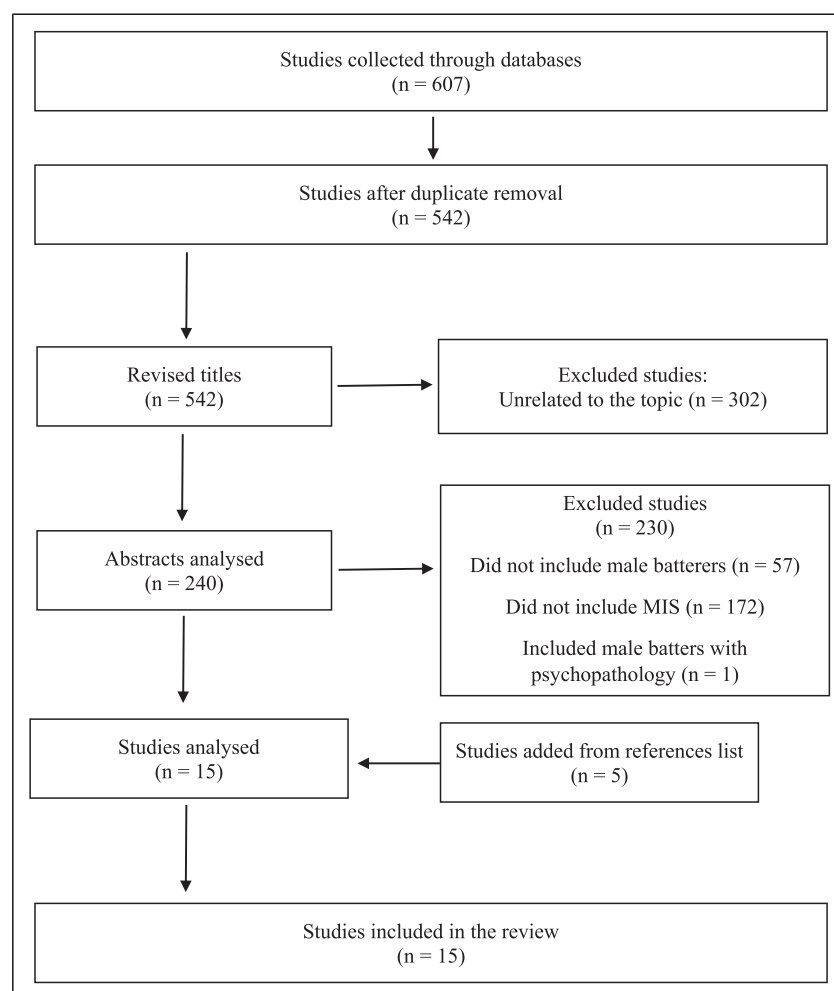 Studies collected through databases
(n = 607)
Studies after duplicate removal
(n = 542)
Revised titles
(n = 542)
Excluded studies:
Unrelated to the topic (n = 302)
Abstracts analysed
(n = 240)
Excluded studies
(n = 230)
Did not include male batterers (n = 57)
Did not include MIS (n = 172)
Included male batters with
psychopathology (n = 1)
Studies analysed
(n = 15)
Studies added from references list
(n = 5)
Studies included in the review
(n = 15)